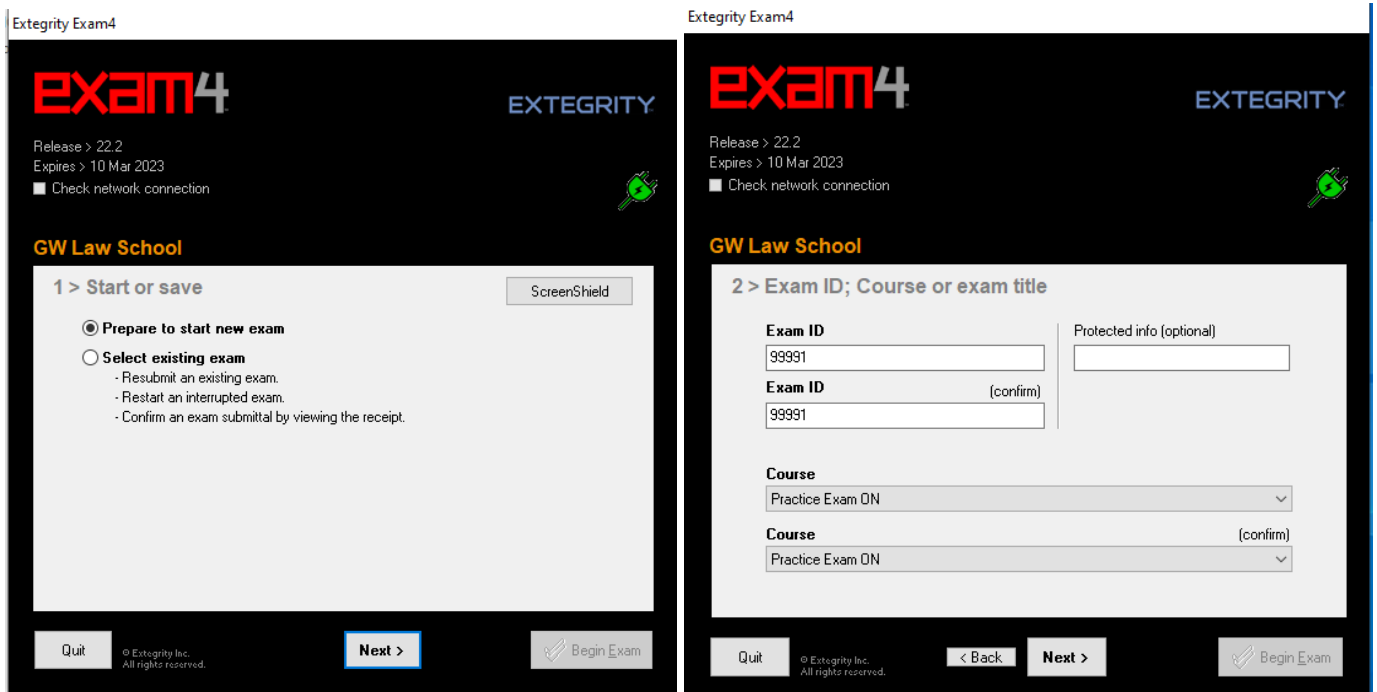 Extegrity Exam4
exam4
EXTEGRITY
Release > 22.2
Expires > 10 Mar 2023
Check network connection
GW Law School
1 > Start or save
ScreenShield
Prepare to start new exam
Select existing exam
- Resubmit an existing exam.
- Restart an interrupted exam.
- Confirm an exam submittal by viewing the receipt.
Quit
© Extegrity Inc.
All rights reserved.
Next >
Begin Exam
Extegrity Exam4
exam4
EXTEGRITY
Release > 22.2
Expires > 10 Mar 2023
Check network connection
GW Law School
2 > Exam ID; Course or exam title
Exam ID
Protected info (optional)
99991
Exam ID (confirm)
99991
Course
Practice Exam ON
Course (confirm)
Practice Exam ON
Quit
© Extegrity Inc.
All rights reserved.
< Back
Next >
Begin Exam